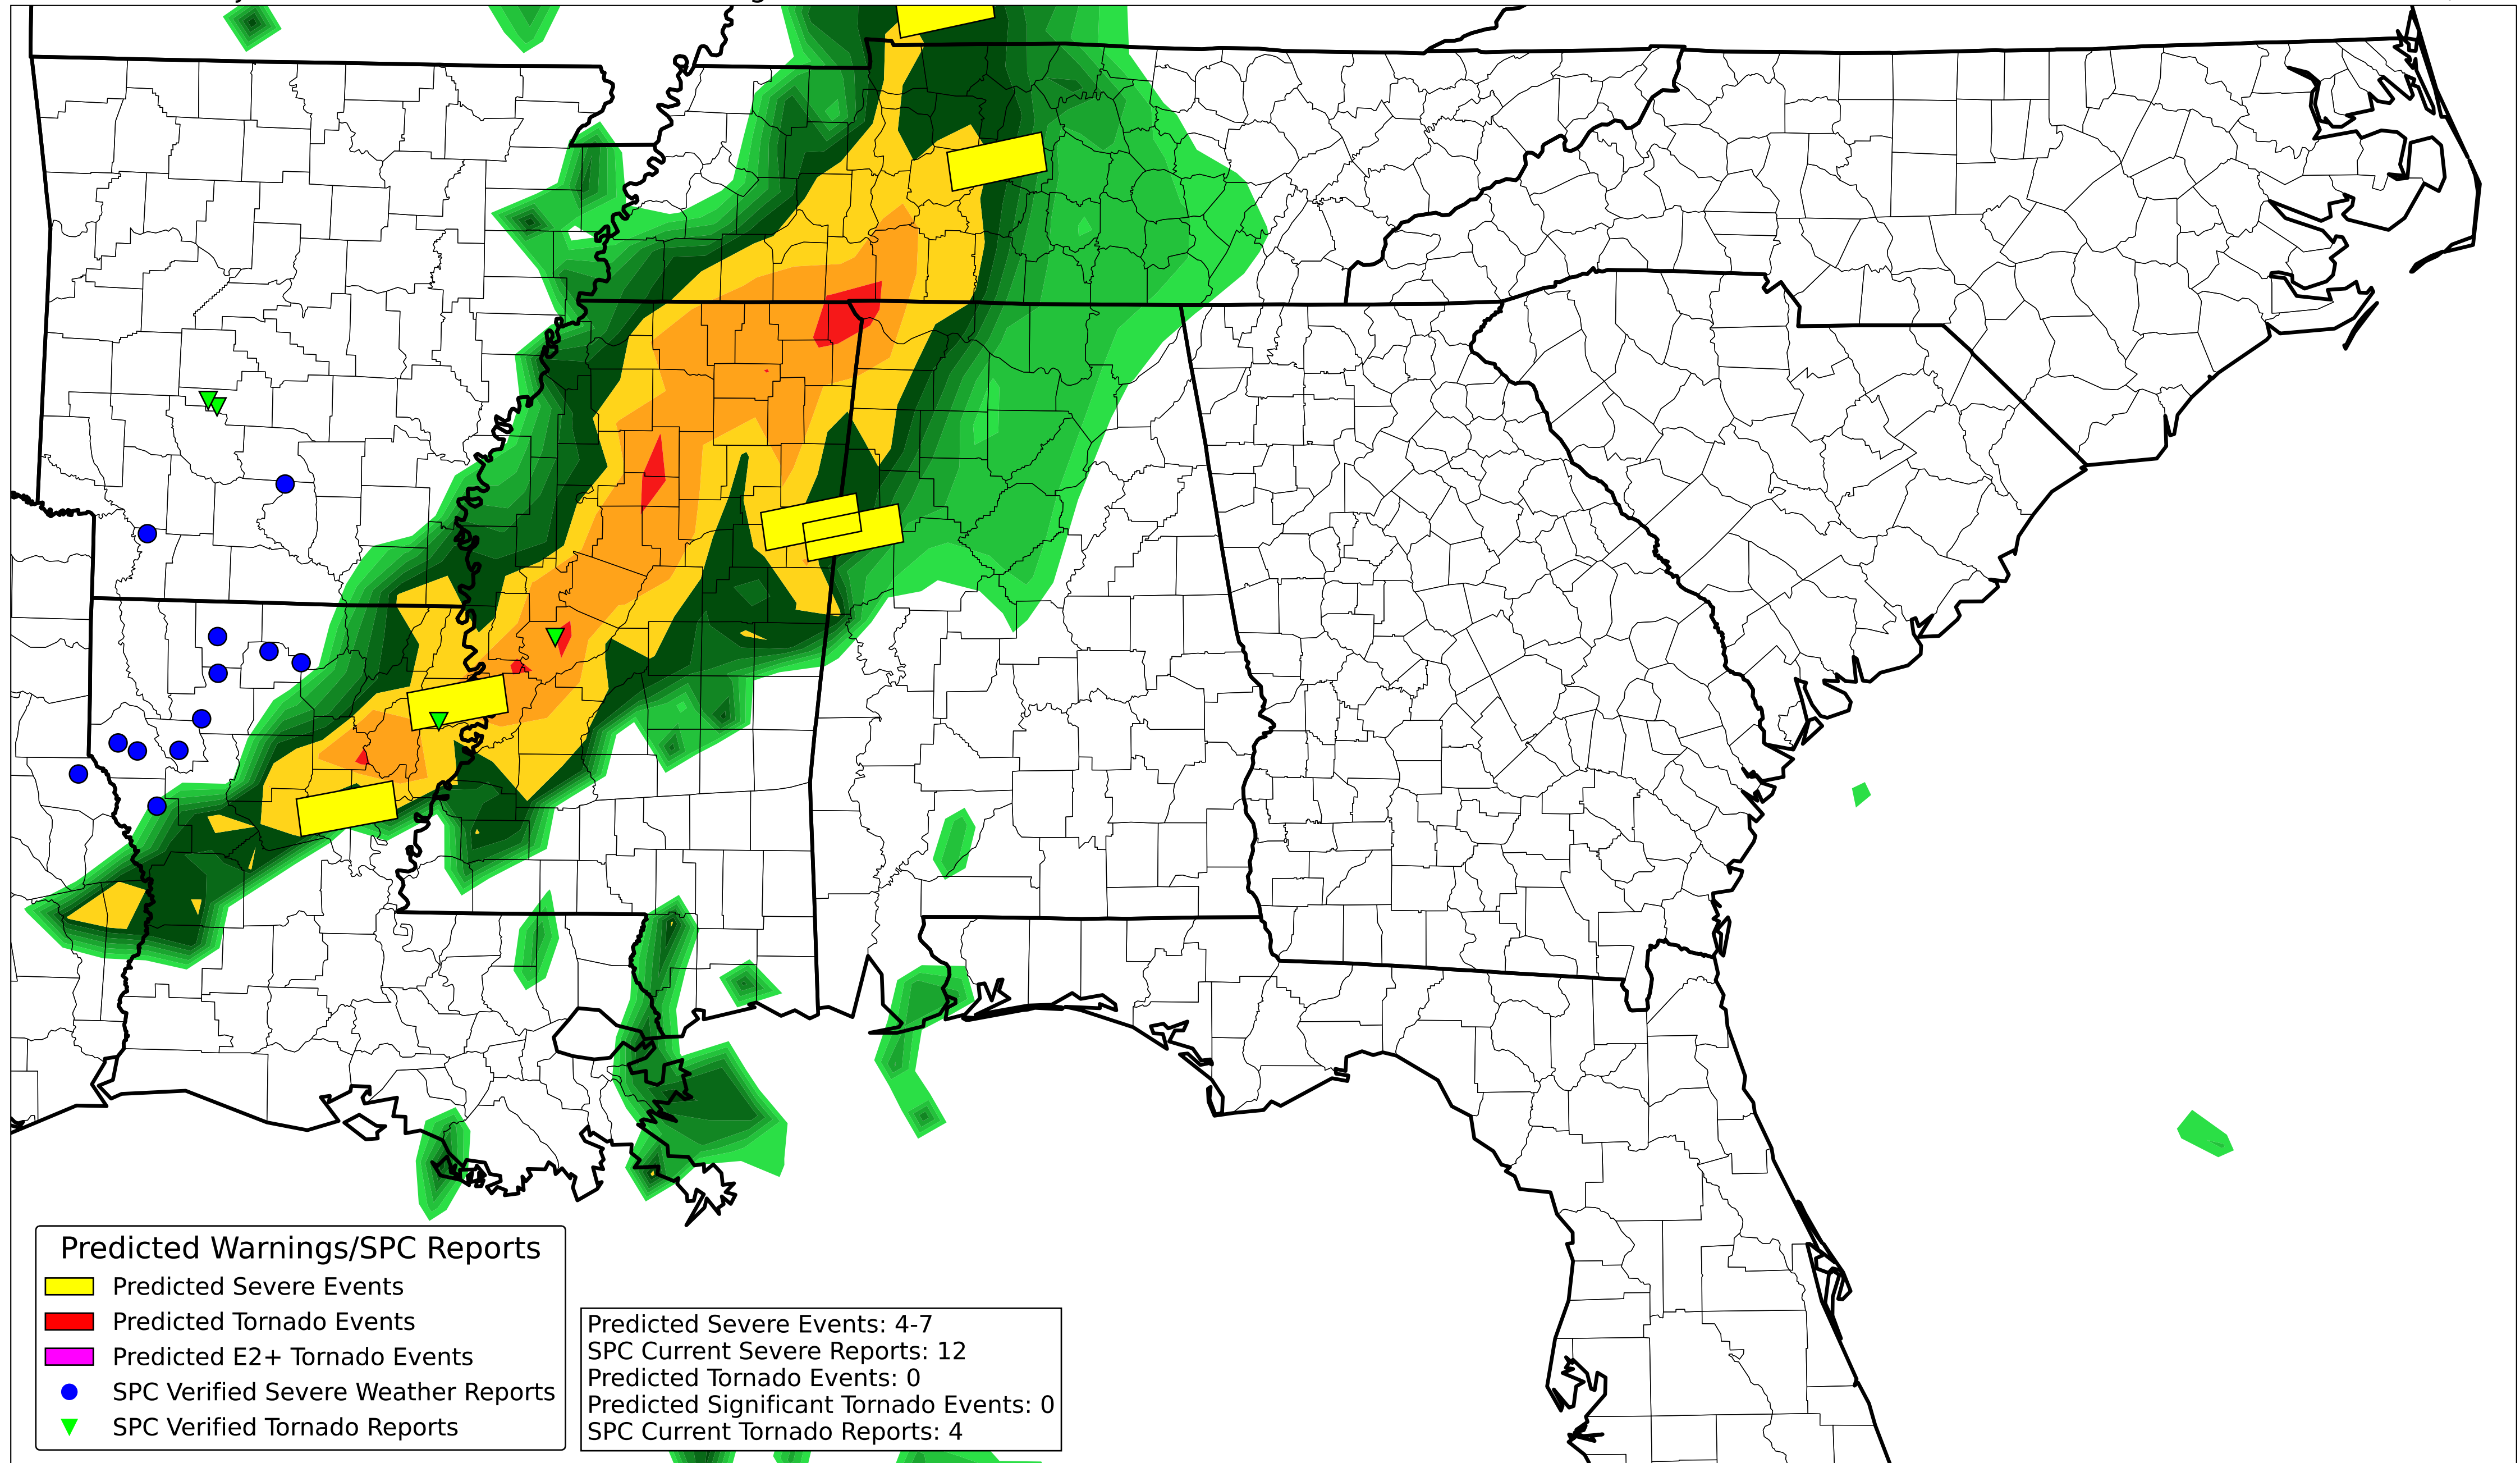 Predicted Warnings/SPC Reports
Predicted Severe Events
Predicted Tornado Events
Predicted E2+ Tornado Events
SPC Verified Severe Weather Reports
SPC Verified Tornado Reports
Predicted Severe Events: 4-7
SPC Current Severe Reports: 12
Predicted Tornado Events: 0
Predicted Significant Tornado Events: 0
SPC Current Tornado Reports: 4